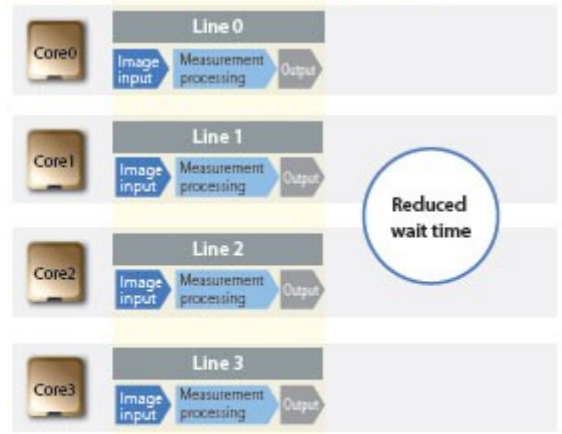 Line 0
Core0
Image input
Measurement processing
Output
Line 1
Core1
Image input
Measurement processing
Output
Reduced wait time
Line 2
Core2
Image input
Measurement processing
Output
Line 3
Core3
Image input
Measurement processing
Output